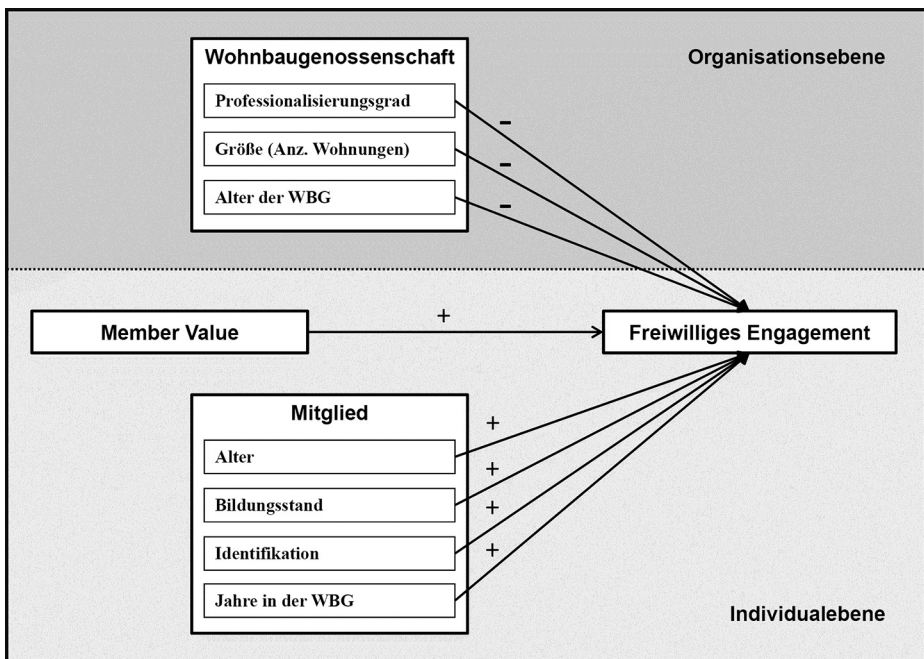 Wohnbaugenossenschaft
Organisationsebene
Professionalisierungsgrad
Größe (Anz. Wohnungen)
Alter der WBG
-
-
-
Member Value
+
Freiwilliges Engagement
Mitglied
Alter
Bildungsstand
Identifikation
Jahre in der WBG
+
+
+
+
Individualebene